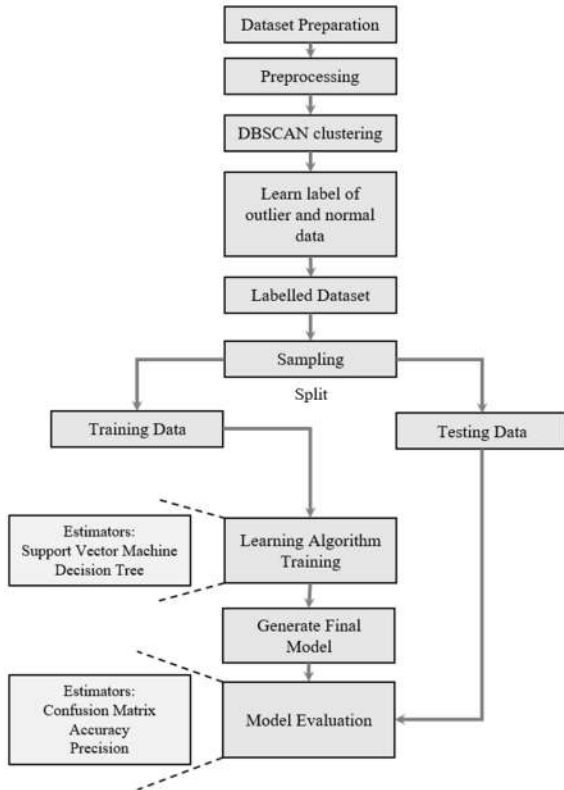 Dataset Preparation
Preprocessing
DBSCAN clustering
Learn label of
outlier and normal
data
Labelled Dataset
Sampling
Split
Training Data
Testing Data
Estimators:
Support Vector Machine
Decision Tree
Learning Algorithm
Training
Generate Final
Model
Estimators:
Confusion Matrix
Accuracy
Precision
Model Evaluation